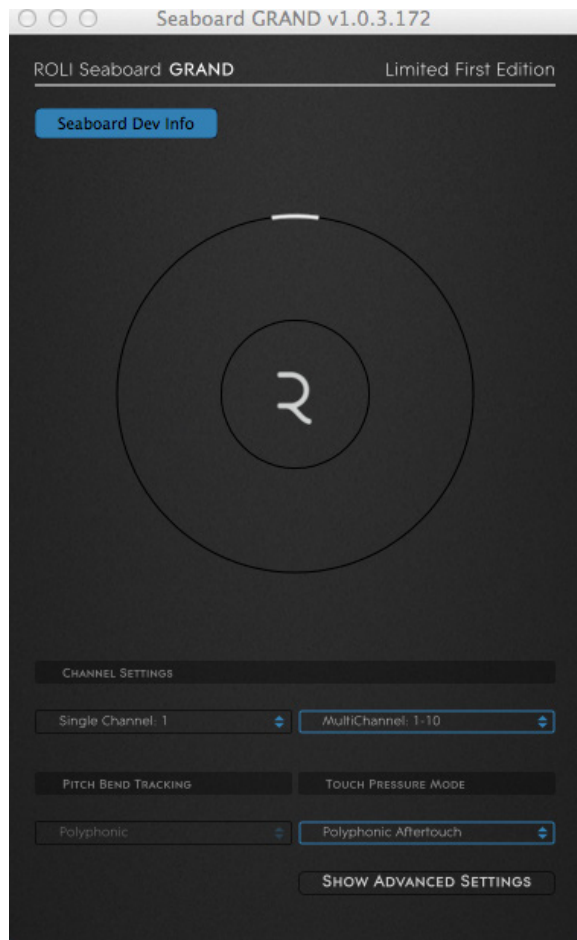 Seaboard GRAND v1.0.3.172
ROLI Seaboard GRAND Limited First Edition
Seaboard Dev Info
CHANNEL SETTINGS
Single Channel: 1 MultiChannel: 1-10
PITCH BEND TRACKING TOUCH PRESSURE MODE
Polyphonic Polyphonic Aftertouch
SHOW ADVANCED SETTINGS